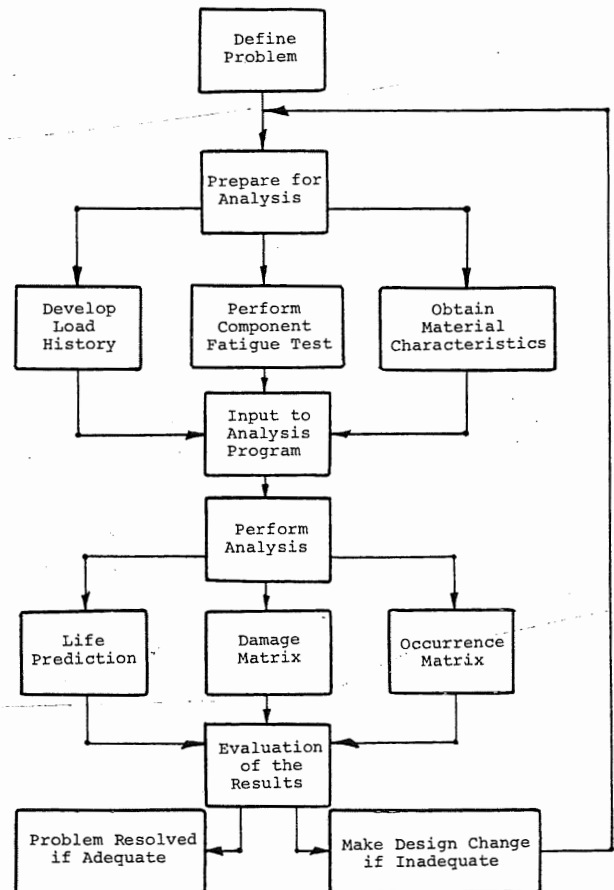 Define
Problem
Prepare for
Analysis
Develop
Load
History
Perform
Component
Fatigue Test
Obtain
Material
Characteristics
Input to
Analysis
Program
Perform
Analysis
Life
Prediction
Damage
Matrix
Occurrence
Matrix
Evaluation
of the
Results
Problem Resolved
if Adequate
Make Design Change
if Inadequate